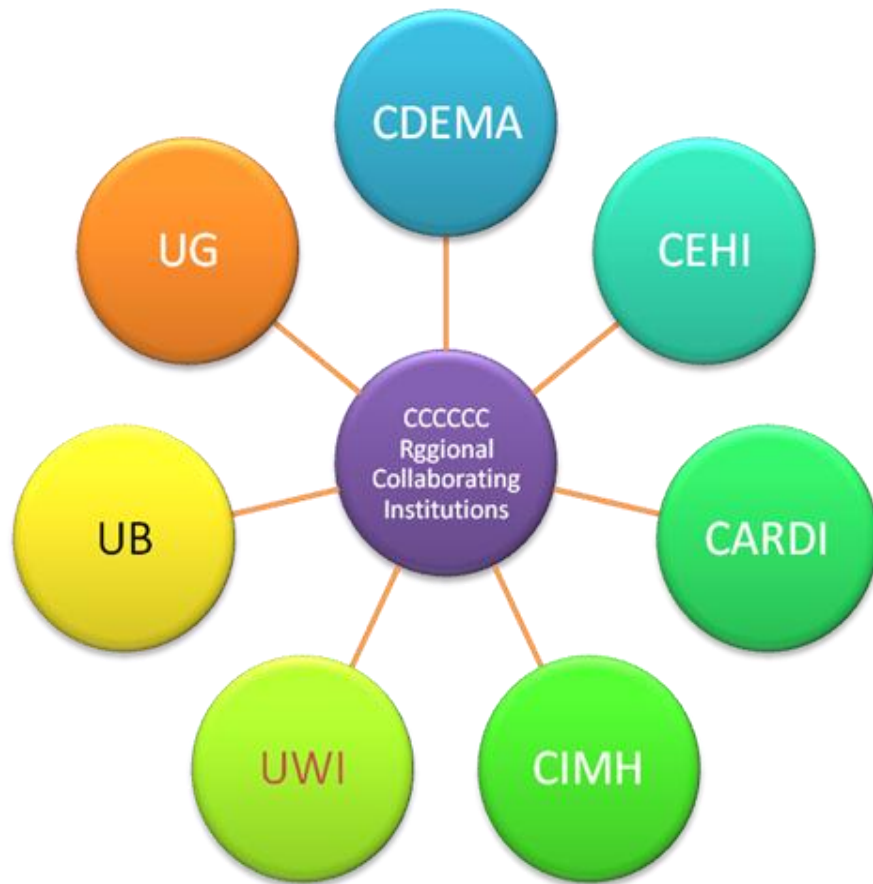 CDEMA
UG
CEHI
CCCCCC
Rggional
Collaborating
Institutions
UB
CARDI
UWI
CIMH